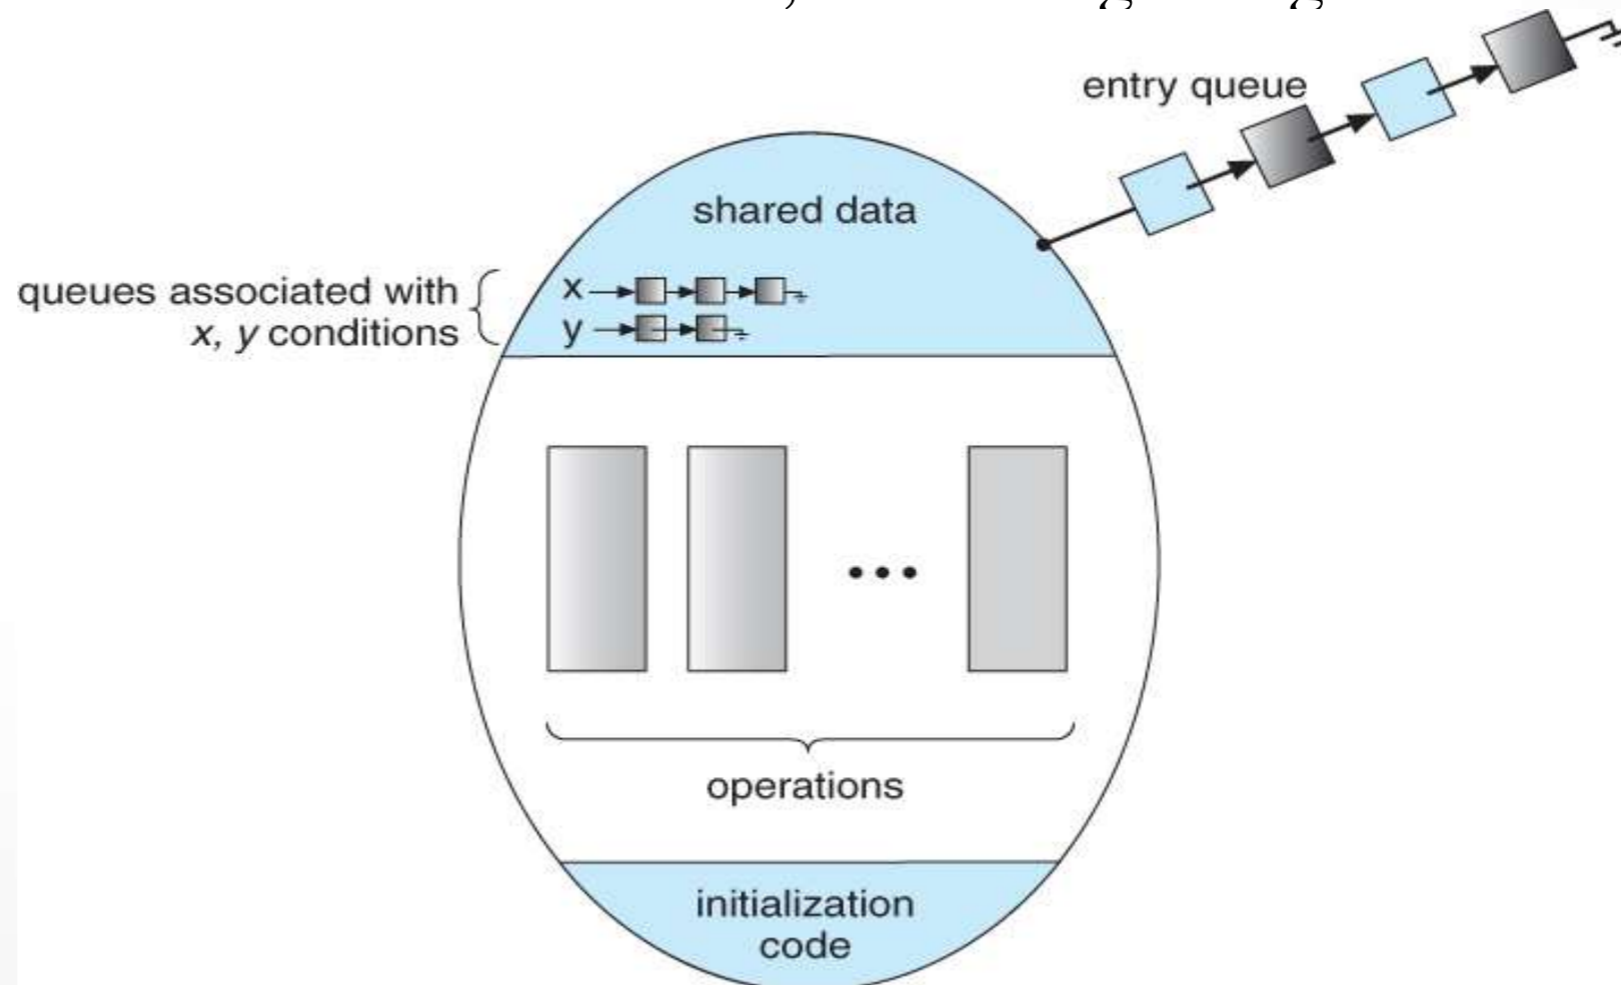 entry queue
shared data
queues associated with
x, y conditions
x
y
operations
initialization
code